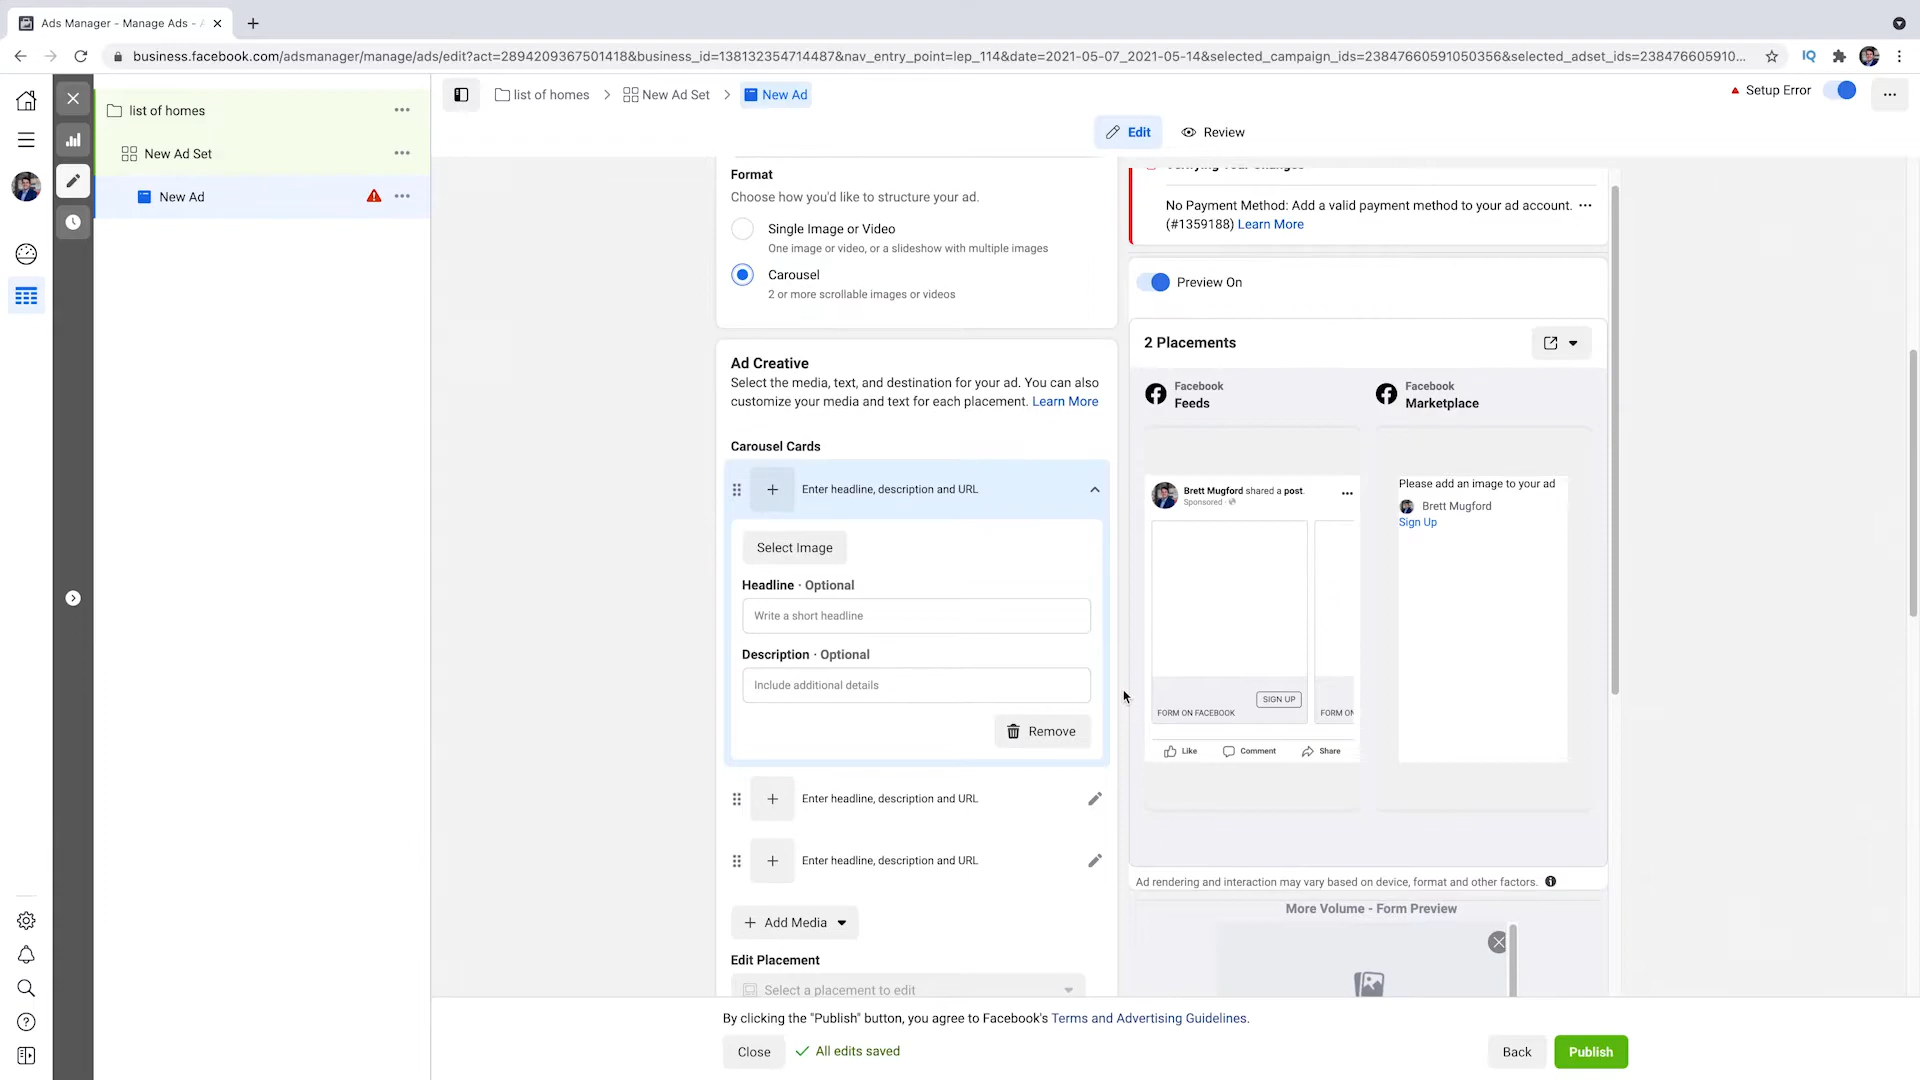 Ads Manager - Manage Ads - A
business.facebook.com/adsmanager/manage/ads/edit?act=2894209367501418&business_id=138132354714487&nav_entry_point=lep_114&date=2021-05-07_2021-05-14&selected_campaign_ids=23847660591050356&selected_adset_ids=238476605910...
IQ
list of homes
New Ad Set
New Ad
list of homes
New Ad Set
New Ad
Setup Error
Edit
Review
Format
Choose how you'd like to structure your ad.
Single Image or Video
One image or video, or a slideshow with multiple images
Carousel
2 or more scrollable images or videos
Ad Creative
Select the media, text, and destination for your ad. You can also
customize your media and text for each placement. Learn More
Carousel Cards
Enter headline, description and URL
Select Image
Headline · Optional
Write a short headline
Description · Optional
Include additional details
Remove
Enter headline, description and URL
Enter headline, description and URL
Add Media
Edit Placement
Select a placement to edit
No Payment Method: Add a valid payment method to your ad account.
(#1359188) Learn More
Preview On
2 Placements
Facebook
Feeds
Facebook
Marketplace
Brett Mugford shared a post.
Sponsored ·
SIGN UP
FORM ON FACEBOOK
FORM ON
Like
Comment
Share
Please add an image to your ad
Brett Mugford
Sign Up
Ad rendering and interaction may vary based on device, format and other factors.
More Volume - Form Preview
By clicking the "Publish" button, you agree to Facebook's Terms and Advertising Guidelines.
Close
All edits saved
Back
Publish